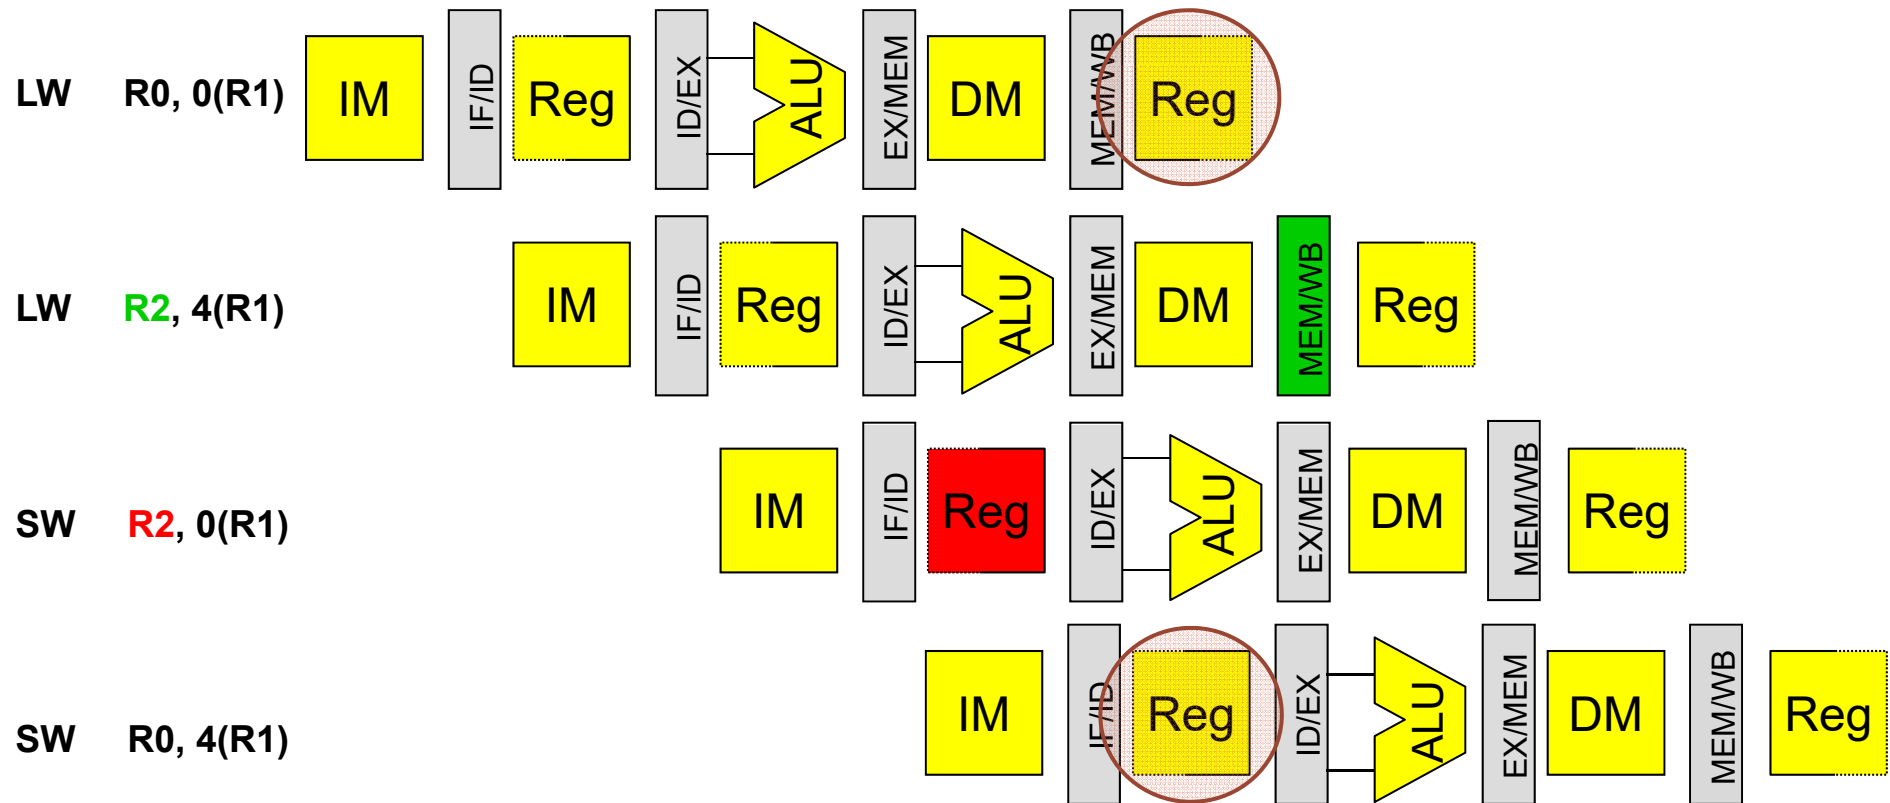 LW R0, 0(R1) IM IF/ID Reg ID/EX ALU EX/MEM DM MEM/WB Reg
LW R2, 4(R1) IM IF/ID Reg ID/EX ALU EX/MEM DM MEM/WB Reg
SW R2, 0(R1) IM IF/ID Reg ID/EX ALU EX/MEM DM MEM/WB Reg
SW R0, 4(R1) IM IF/ID Reg ID/EX ALU EX/MEM DM MEM/WB Reg